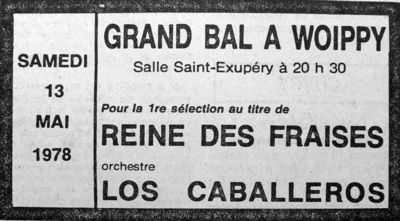 SAMEDI
13
MAI
1978
GRAND BAL A WOIPPY
Salle Saint-Exupéry à 20 h 30
Pour la 1re sélection au titre de
REINE DES FRAISES
orchestre
LOS CABALLEROS